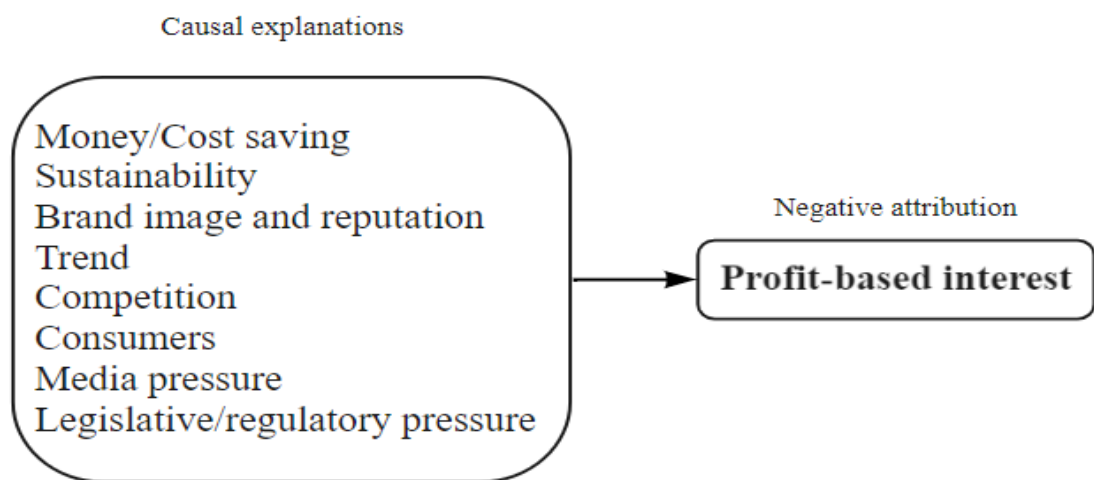 Causal explanations
Money/Cost saving
Sustainability
Brand image and reputation
Trend
Competition
Consumers
Media pressure
Legislative/regulatory pressure
Negative attribution
Profit-based interest